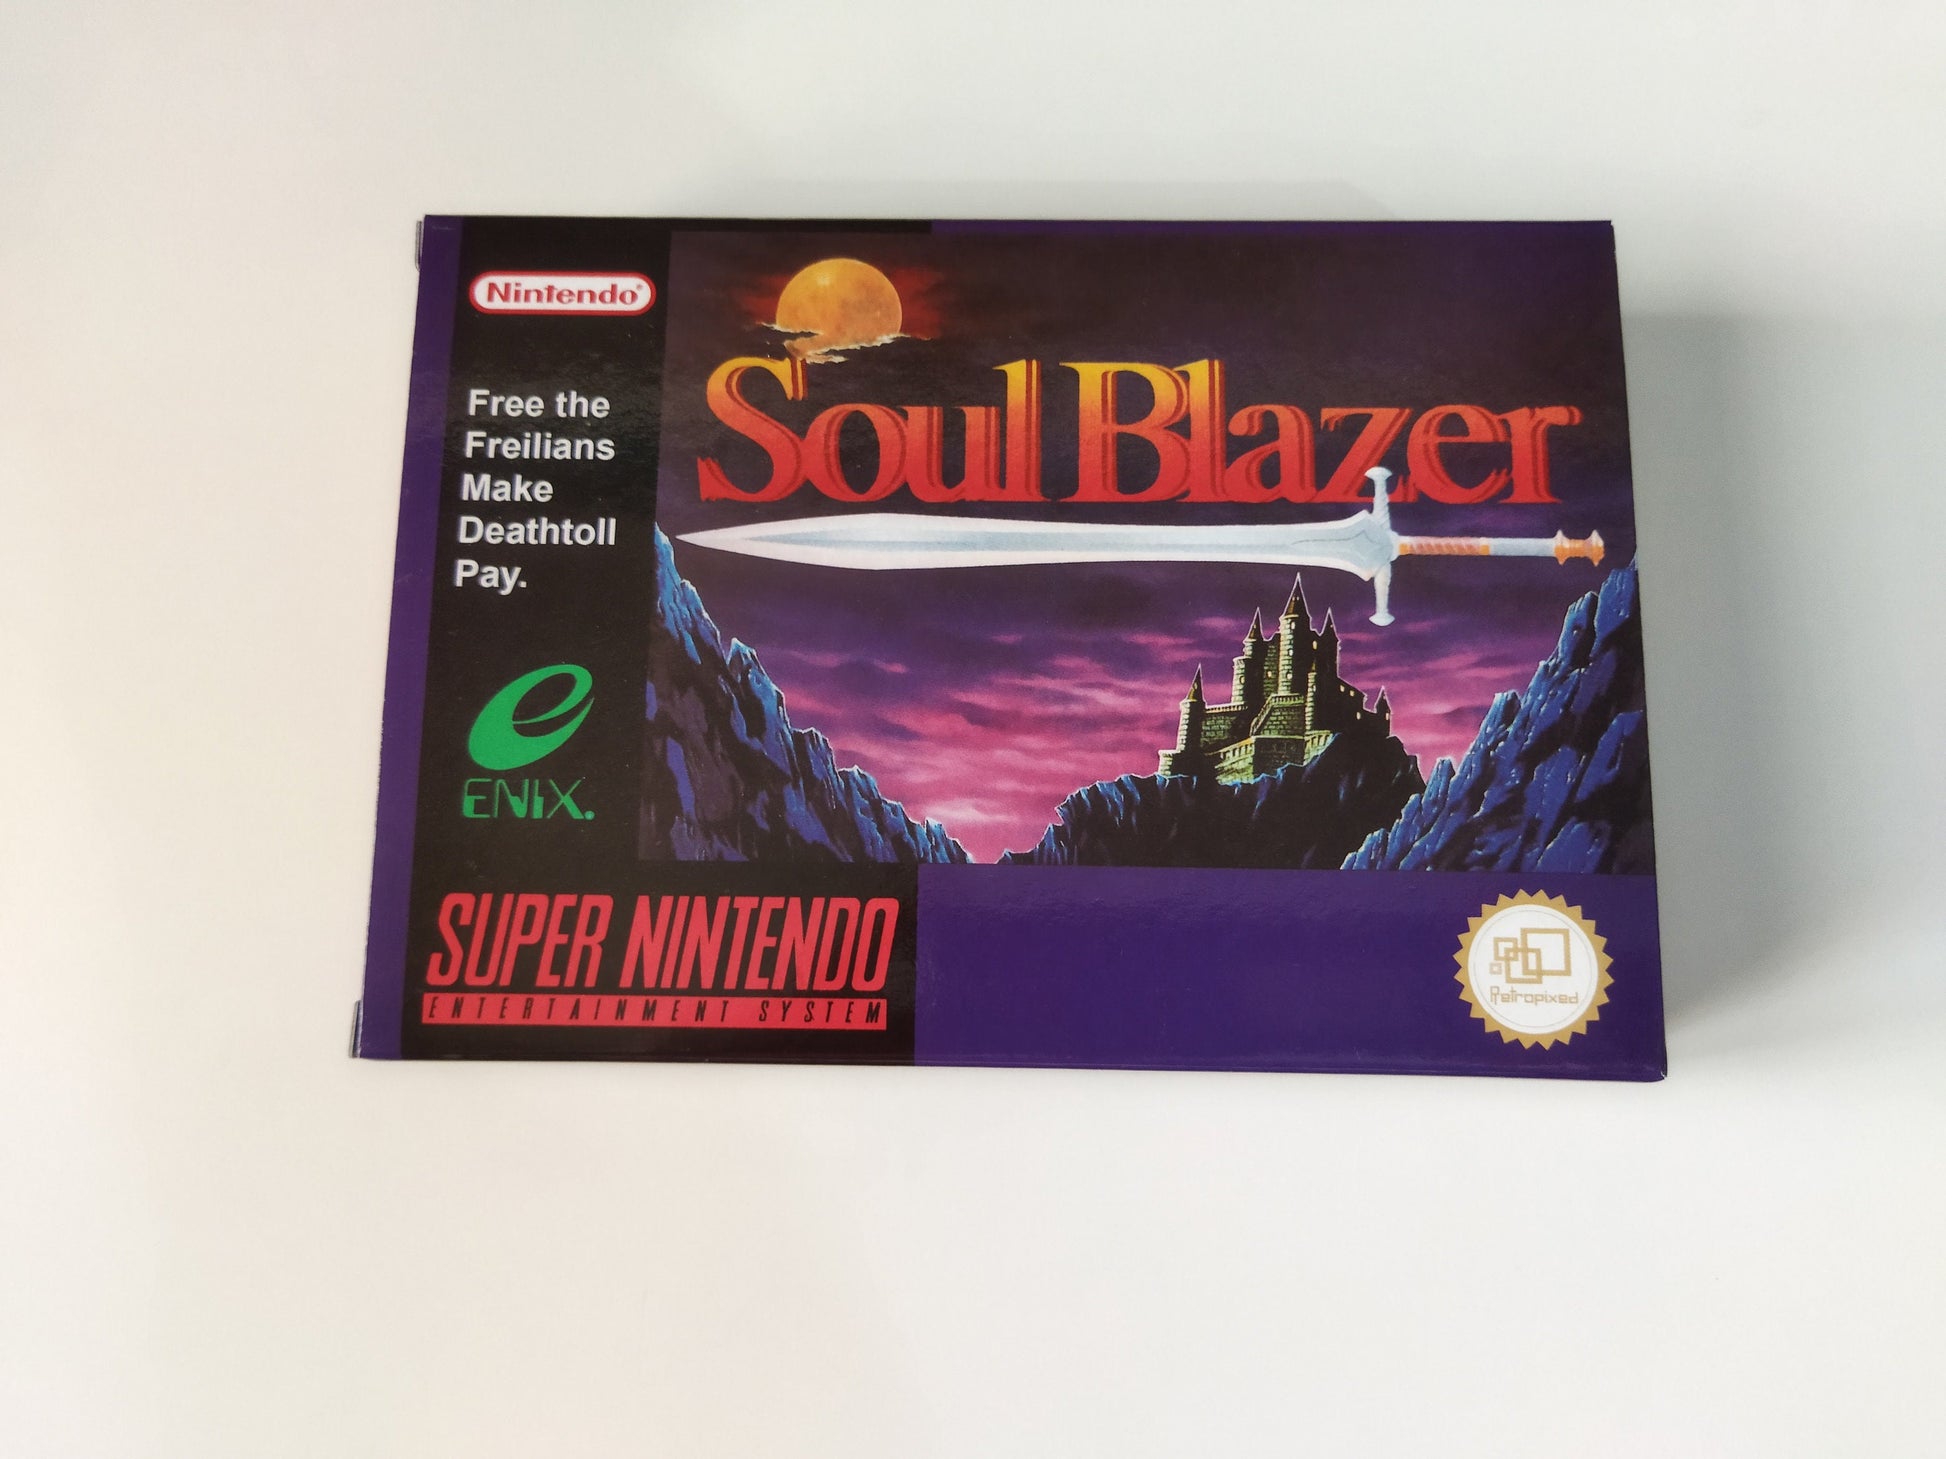 Nintendo®
Free the
Freilians
Make
Deathtoll
Pay.
ENIX.
Soul Blazer
SUPER NINTENDO
ENTERTAINMENT SYSTEM
Retropixed